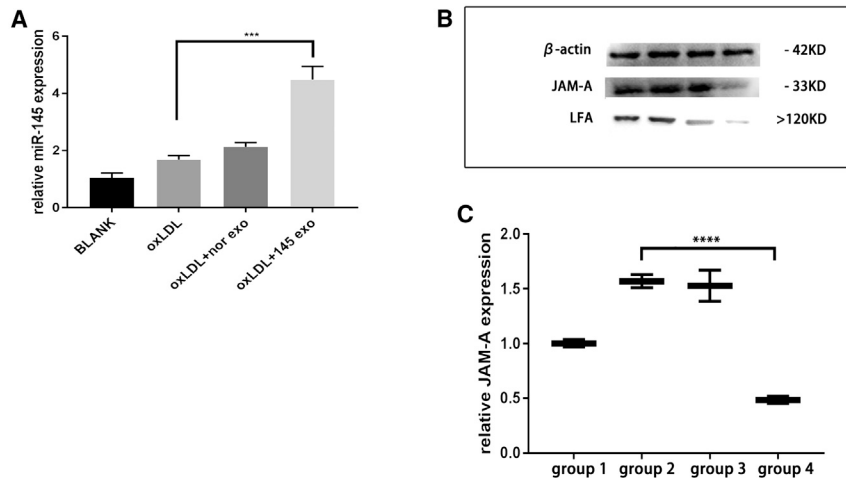 A
relative miR-145 expression
6
4
2
0
***
BLANK
oxLDL
oxLDL+nor exo
oxLDL+145 exo
B
β-actin - 42KD
JAM-A - 33KD
LFA >120KD
C
relative JAM-A expression
2.0
1.5
1.0
0.5
0.0
****
group 1 group 2 group 3 group 4